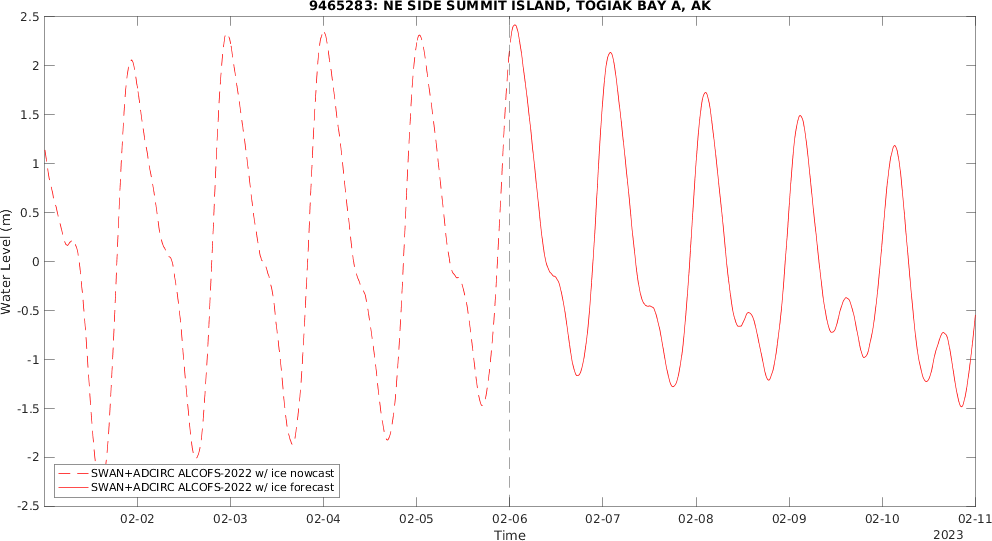 9465283: NE SIDE SUMMIT ISLAND, TOGIAK BAY A, AK
2.5
2
1.5
1
0.5
0
-0.5
-1
-1.5
-2
-2.5
Water Level (m)
SWAN+ADCIRC ALCOFS-2022 w/ ice nowcast
SWAN+ADCIRC ALCOFS-2022 w/ ice forecast
02-02 02-03 02-04 02-05 02-06 02-07 02-08 02-09 02-10 02-11
Time
2023